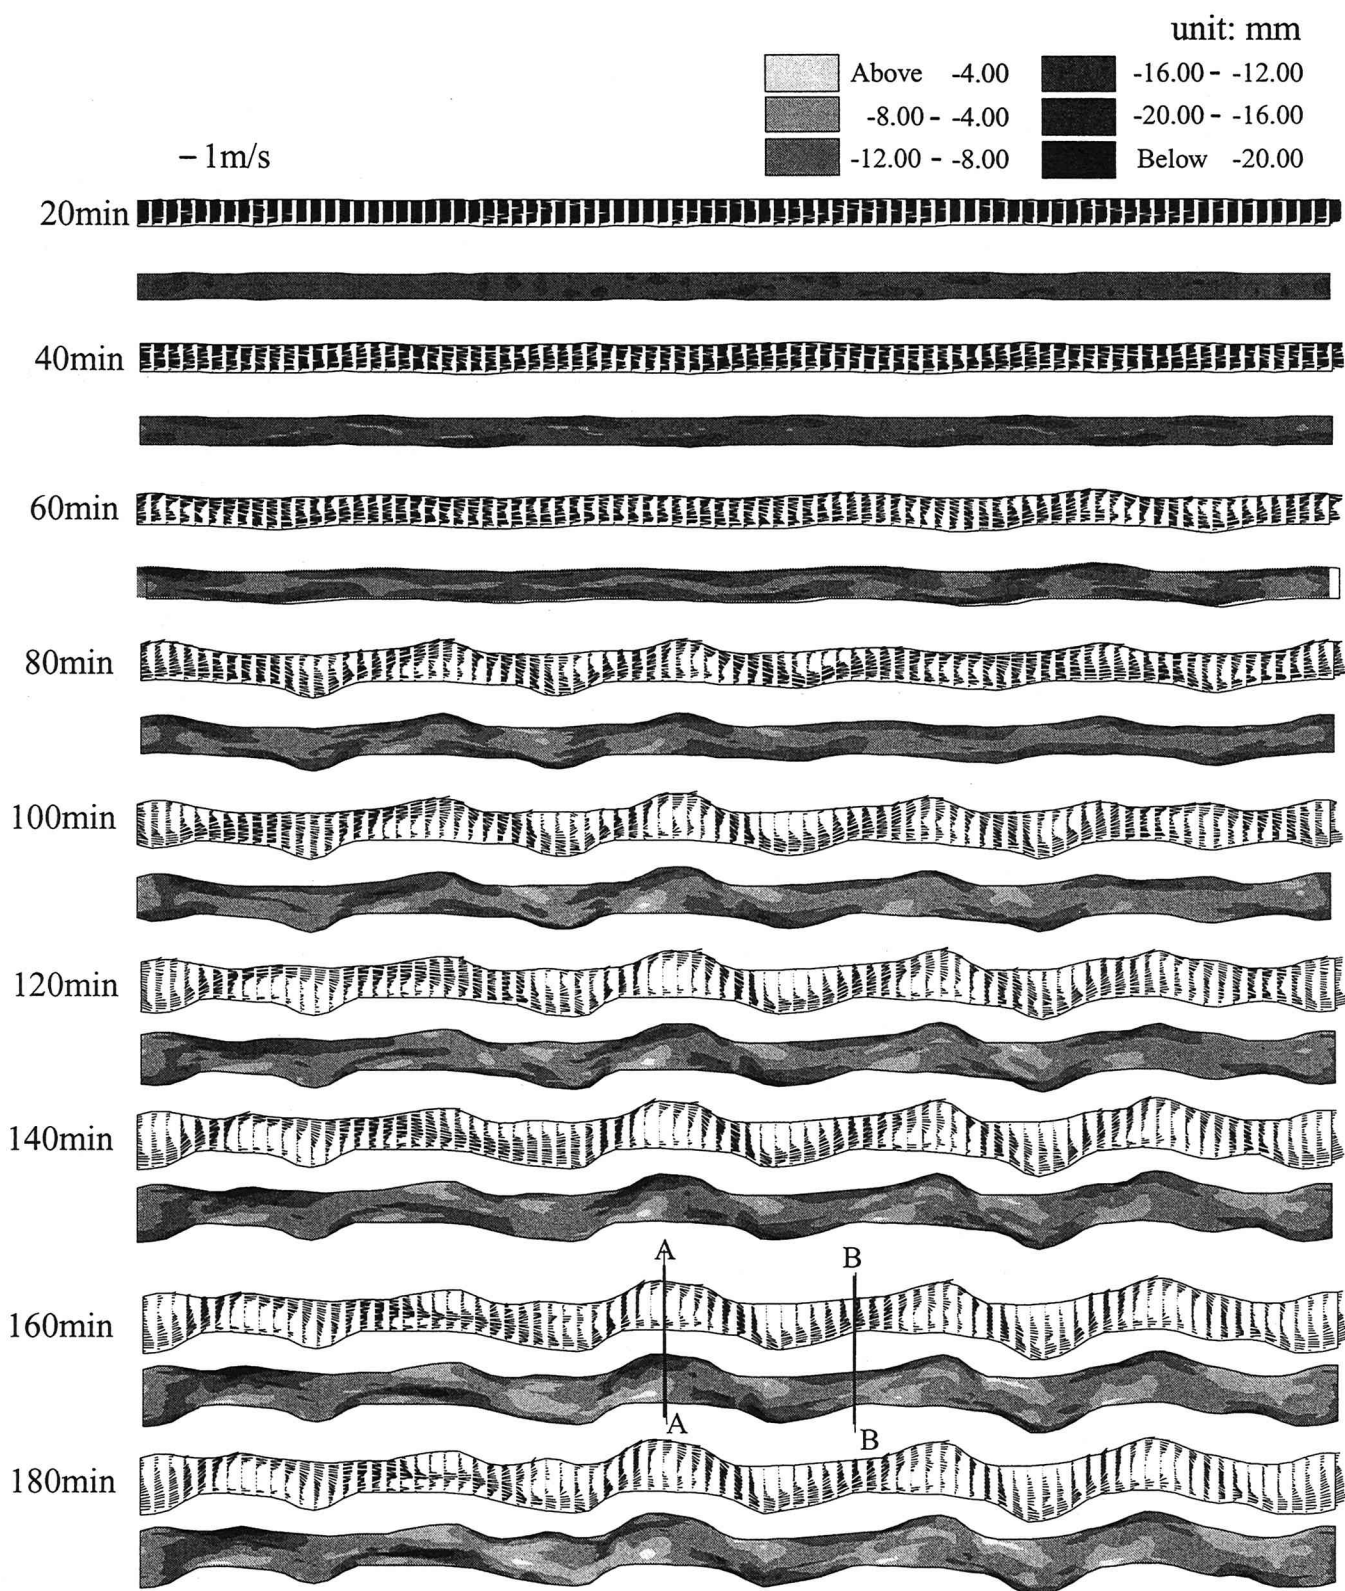 unit: mm
Above -4.00
-16.00 - -12.00
-8.00 - -4.00
-20.00 - -16.00
-12.00 - -8.00
Below -20.00
– 1m/s
20min
40min
60min
80min
100min
120min
140min
A
B
160min
A
B
180min